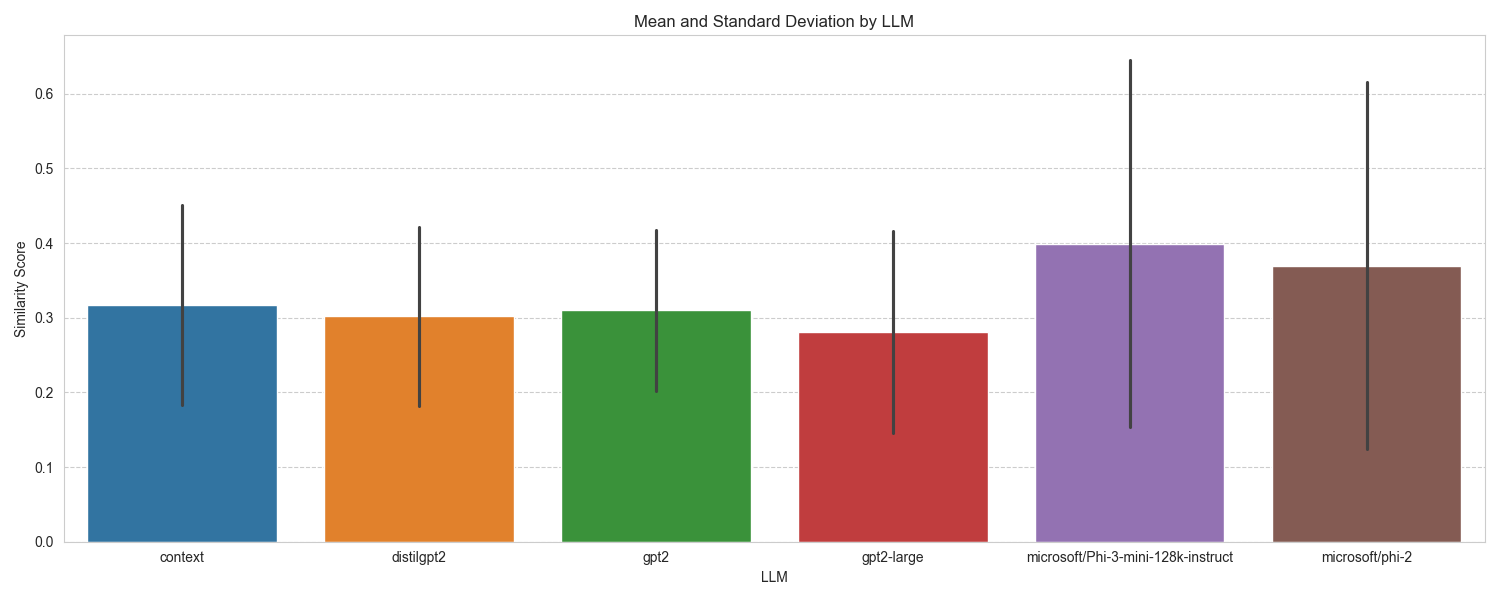 Mean and Standard Deviation by LLM
Similarity Score
0.6
0.5
0.4
0.3
0.2
0.1
0.0
context distilgpt2 gpt2 gpt2-large microsoft/Phi-3-mini-128k-instruct microsoft/phi-2
LLM